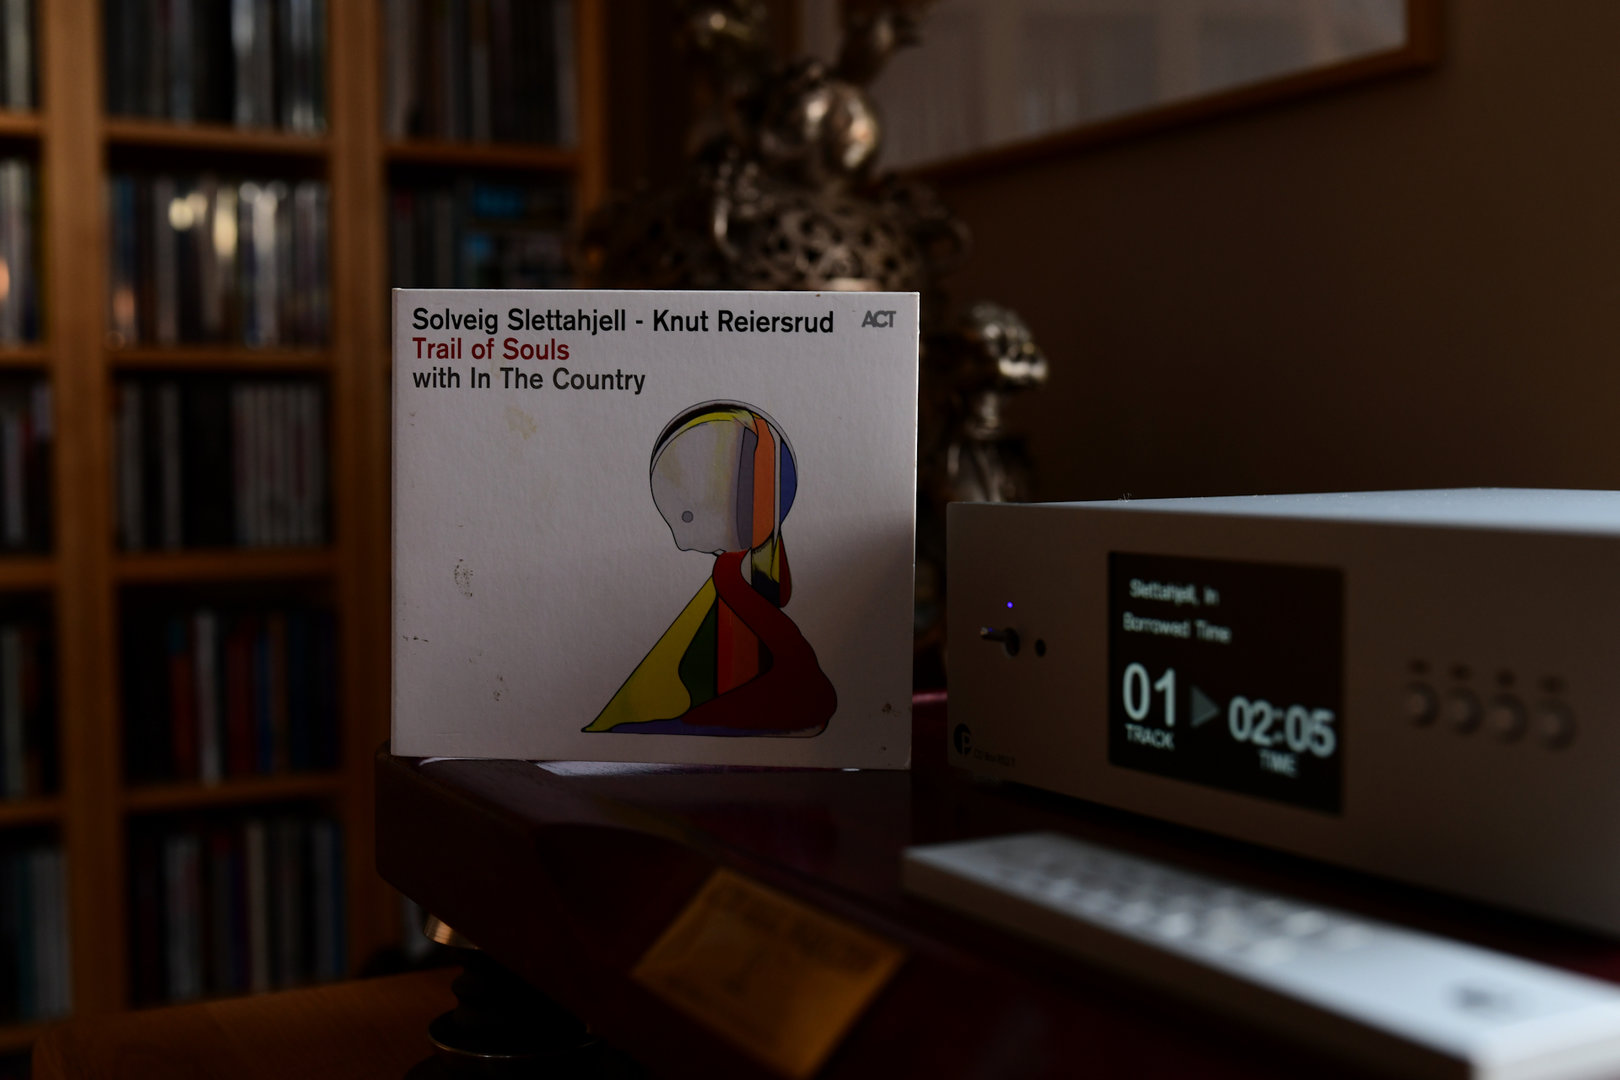 Solveig Slettahjell - Knut Reiersrud
ACT
Trail of Souls
with In The Country
Slettahjell, In
Borrowed Time
01
02:05
TRACK
TIME